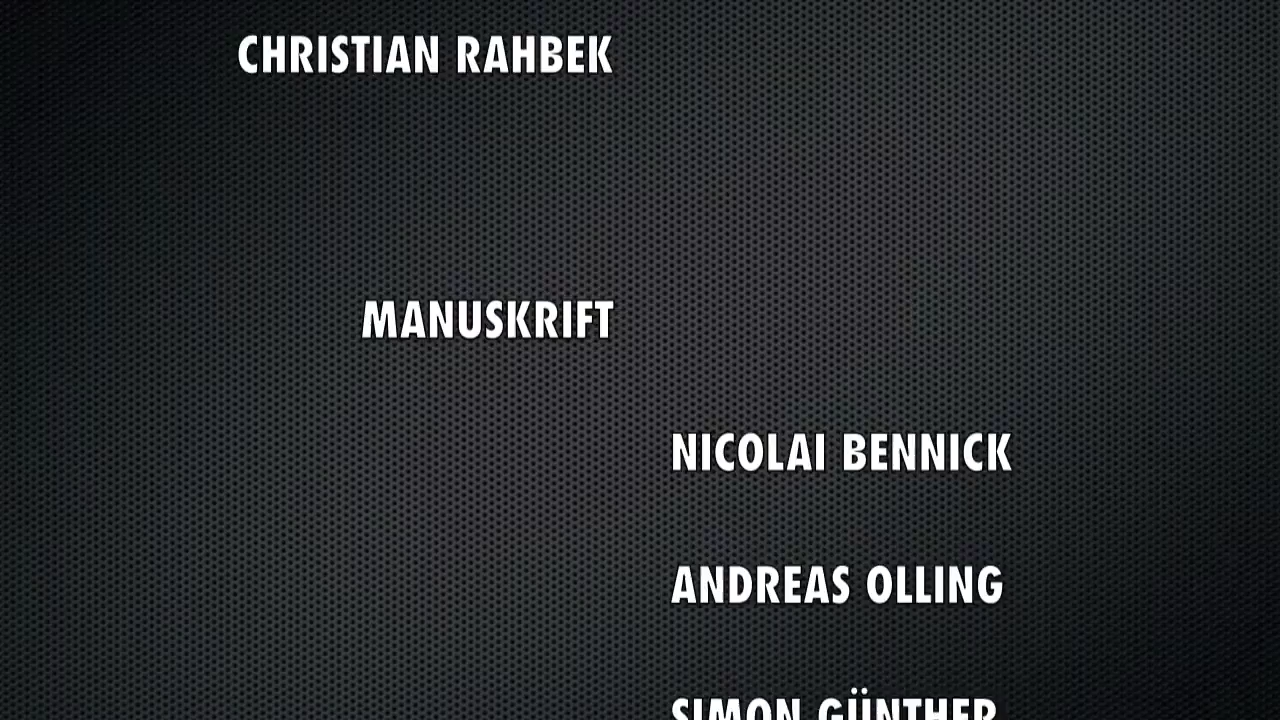 CHRISTIAN RAHBEK
MANUSKRIFT
NICOLAI BENNICK
ANDREAS OLLING
SIMON GÜNTHER